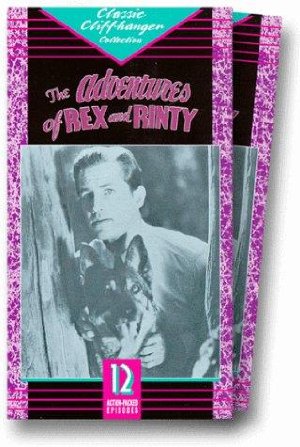 Classic
Cliffhanger
Collection
The Adventures
of REX and RINTY
12
ACTION-PACKED
EPISODES